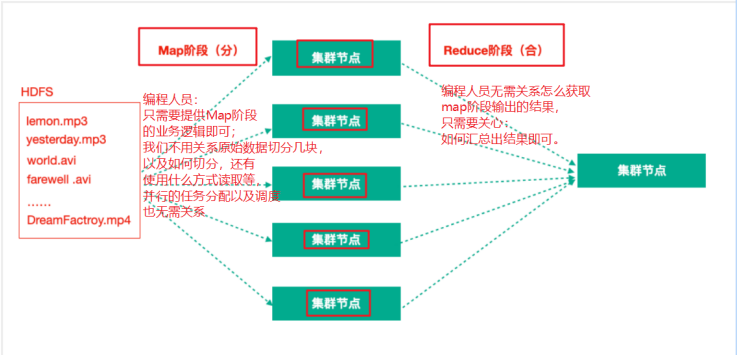 Map阶段（分）
Reduce阶段（合）
HDFS
lemon.mp3
yesterday.mp3
world.avi
farewell .avi
……
DreamFactroy.mp4
编程人员：
只需要提供Map阶段
的业务逻辑即可；
我们不用关系原始数据切分几块，
以及如何切分，还有
使用什么方式读取等，
并行的任务分配以及调度
也无需关系
集群节点
集群节点
集群节点
集群节点
集群节点
编程人员无需关系怎么获取
map阶段输出的结果，
只需要关心；
如何汇总出结果即可。
集群节点